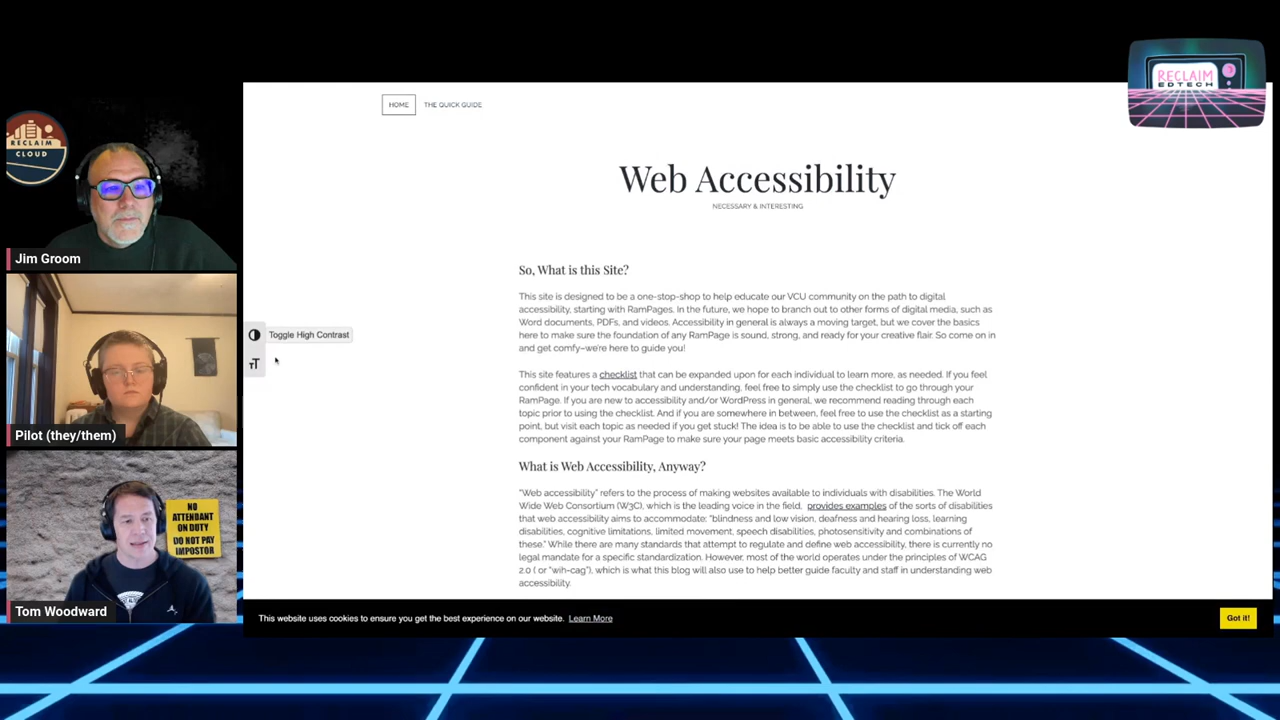 RECLAIM
CLOUD
Jim Groom
Pilot (they/them)
NO
ATTENDANT
ON DUTY
DO NOT PAY
IMPOSTOR
Tom Woodward
RECLAIM
EDTECH
HOME
THE QUICK GUIDE
Web Accessibility
NECESSARY & INTERESTING
Toggle High Contrast
So, What is this Site?
This site is designed to be a one-stop-shop to help educate our VCU community on the path to digital
accessibility, starting with RamPages. In the future, we hope to branch out to other forms of digital media, such as
Word documents, PDFs, and videos. Accessibility in general is always a moving target, but we cover the basics
here to make sure the foundation of any RamPage is sound, strong, and ready for your creative flair. So come on in
and get comfy–we're here to guide you!
This site features a checklist that can be expanded upon for each individual to learn more, as needed. If you feel
confident in your tech vocabulary and understanding, feel free to simply use the checklist to go through your
RamPage. If you are new to accessibility and/or WordPress in general, we recommend reading through each
topic prior to using the checklist. And if you are somewhere in between, feel free to use the checklist as a starting
point, but visit each topic as needed if you get stuck! The idea is to be able to use the checklist and tick off each
component against your RamPage to make sure your page meets basic accessibility criteria.
What is Web Accessibility, Anyway?
"Web accessibility" refers to the process of making websites available to individuals with disabilities. The World
Wide Web Consortium (W3C), which is the leading voice in the field, provides examples of the sorts of disabilities
that web accessibility aims to accommodate: "blindness and low vision, deafness and hearing loss, learning
disabilities, cognitive limitations, limited movement, speech disabilities, photosensitivity and combinations of
these." While there are many standards that attempt to regulate and define web accessibility, there is currently no
legal mandate for a specific standardization. However, most of the world operates under the principles of WCAG
2.0 ( or "wih-cag"), which is what this blog will also use to help better guide faculty and staff in understanding web
accessibility.
This website uses cookies to ensure you get the best experience on our website. Learn More
Got it!